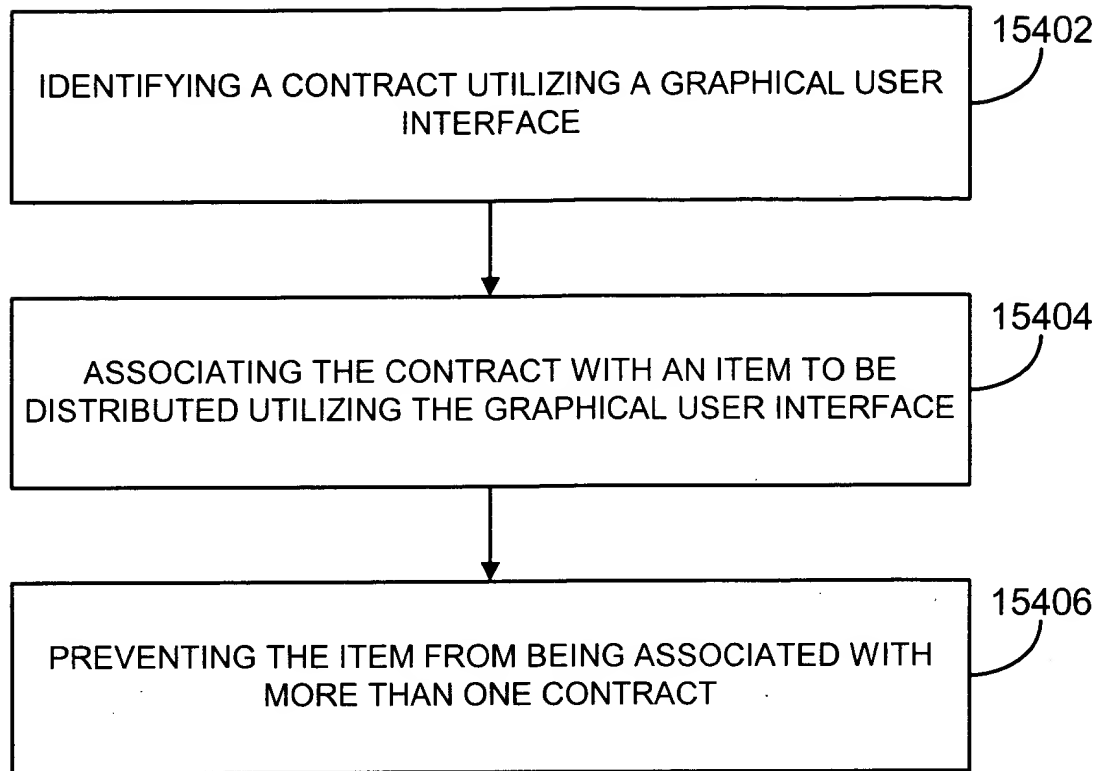 15402
IDENTIFYING A CONTRACT UTILIZING A GRAPHICAL USER
INTERFACE
15404
ASSOCIATING THE CONTRACT WITH AN ITEM TO BE
DISTRIBUTED UTILIZING THE GRAPHICAL USER INTERFACE
15406
PREVENTING THE ITEM FROM BEING ASSOCIATED WITH
MORE THAN ONE CONTRACT